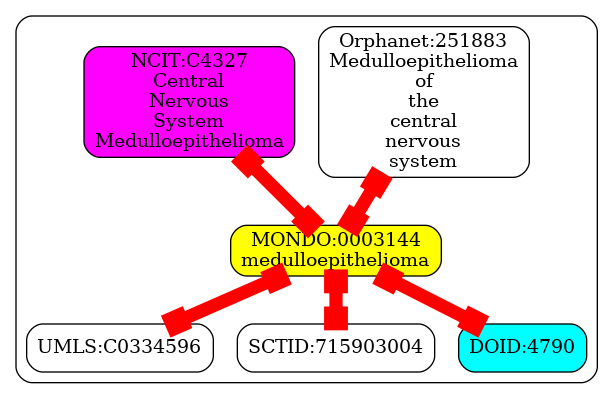 NCIT:C4327
Central
Nervous
System
Medulloepithelioma
Orphanet:251883
Medulloepithelioma
of
the
central
nervous
system
MONDO:0003144
medulloepithelioma
UMLS:C0334596
SCTID:715903004
DOID:4790